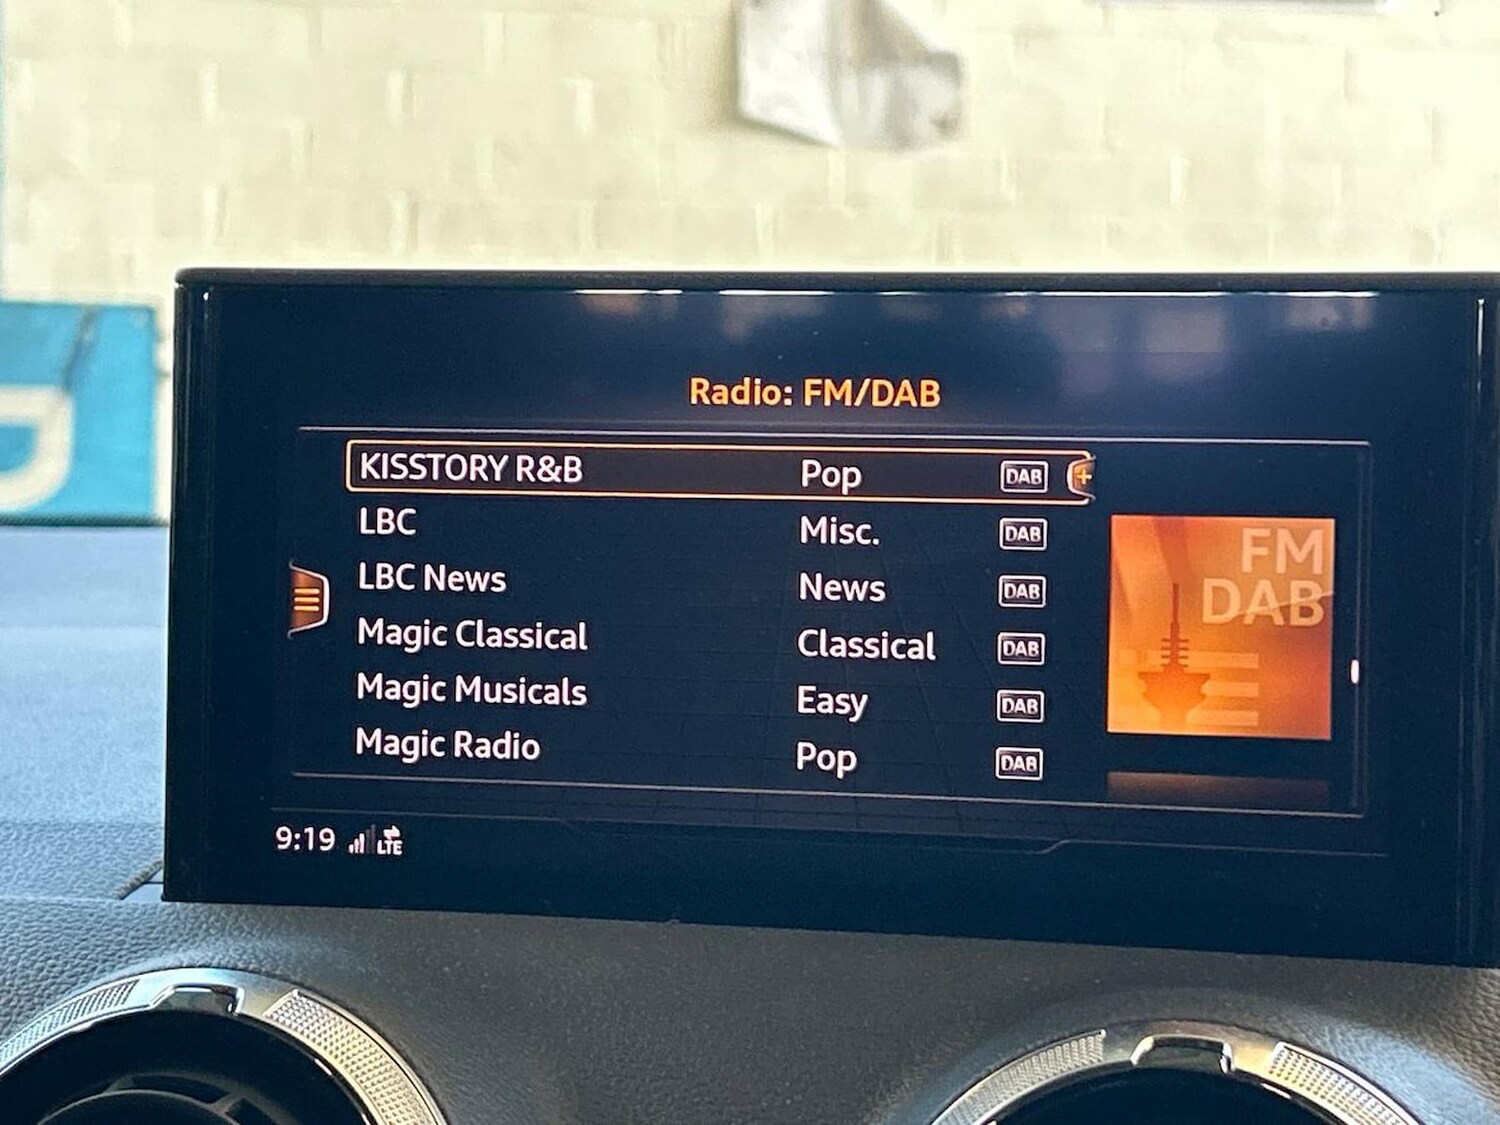 Radio: FM/DAB
KISSTORY R&B Pop DAB +
LBC Misc. DAB
LBC News News DAB
Magic Classical Classical DAB
Magic Musicals Easy DAB
Magic Radio Pop DAB
FM
DAB
9:19 LTE